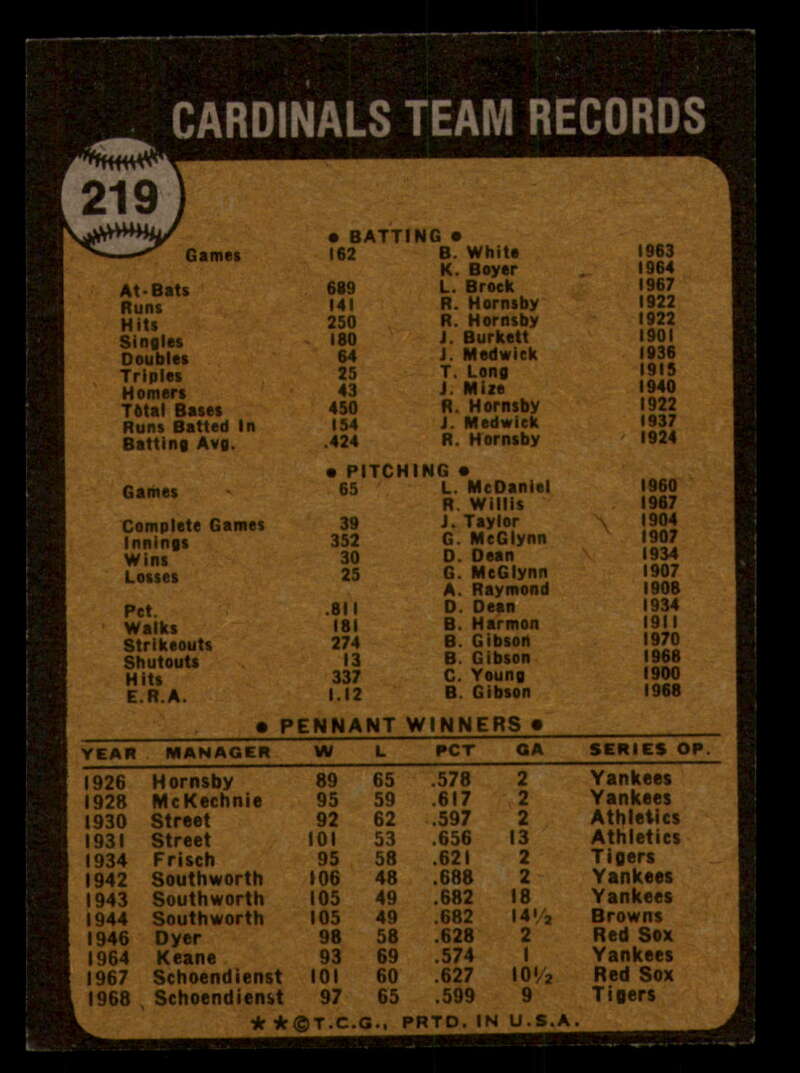 CARDINALS TEAM RECORDS
219
• BATTING •
Games 162 B. White 1963
K. Boyer 1964
At-Bats 689 L. Brock 1967
Runs 141 R. Hornsby 1922
Hits 250 R. Hornsby 1922
Singles 180 J. Burkett 1901
Doubles 64 J. Medwick 1936
Triples 25 T. Long 1915
Homers 43 J. Mize 1940
Total Bases 450 R. Hornsby 1922
Runs Batted In 154 J. Medwick 1937
Batting Avg. .424 R. Hornsby 1924
• PITCHING •
Games 65 L. McDaniel 1960
R. Willis 1967
Complete Games 39 J. Taylor 1904
Innings 352 G. McGlynn 1907
Wins 30 D. Dean 1934
Losses 25 G. McGlynn 1907
A. Raymond 1908
Pct. .811 D. Dean 1934
Walks 181 B. Harmon 1911
Strikeouts 274 B. Gibson 1970
Shutouts 13 B. Gibson 1968
Hits 337 C. Young 1900
E.R.A. 1.12 B. Gibson 1968
• PENNANT WINNERS •
YEAR MANAGER W L PCT GA SERIES OP.
1926 Hornsby 89 65 .578 2 Yankees
1928 McKechnie 95 59 .617 2 Yankees
1930 Street 92 62 .597 2 Athletics
1931 Street 101 53 .656 13 Athletics
1934 Frisch 95 58 .621 2 Tigers
1942 Southworth 106 48 .688 2 Yankees
1943 Southworth 105 49 .682 18 Yankees
1944 Southworth 105 49 .682 14½ Browns
1946 Dyer 98 58 .628 2 Red Sox
1964 Keane 93 69 .574 1 Yankees
1967 Schoendienst 101 60 .627 10½ Red Sox
1968 Schoendienst 97 65 .599 9 Tigers
★ ★ © T.C.G., PRTD. IN U.S.A.